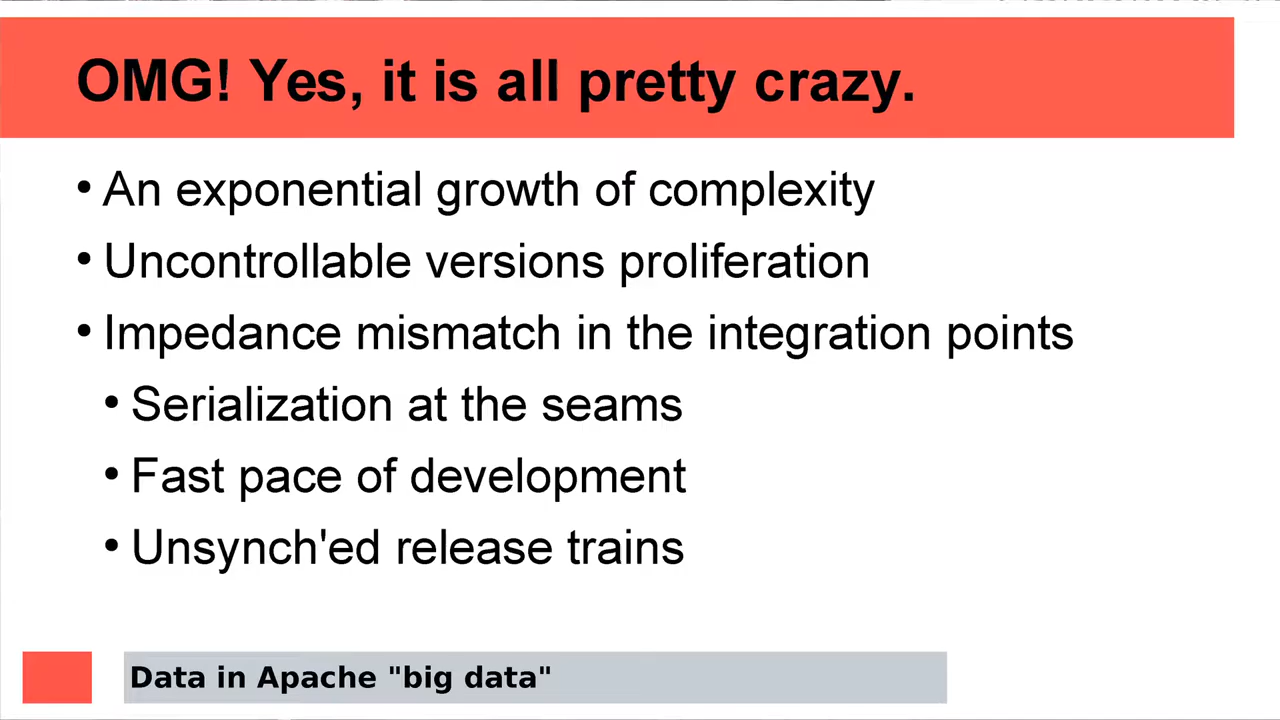 OMG! Yes, it is all pretty crazy.
• An exponential growth of complexity
• Uncontrollable versions proliferation
• Impedance mismatch in the integration points
• Serialization at the seams
• Fast pace of development
• Unsynch'ed release trains
Data in Apache "big data"